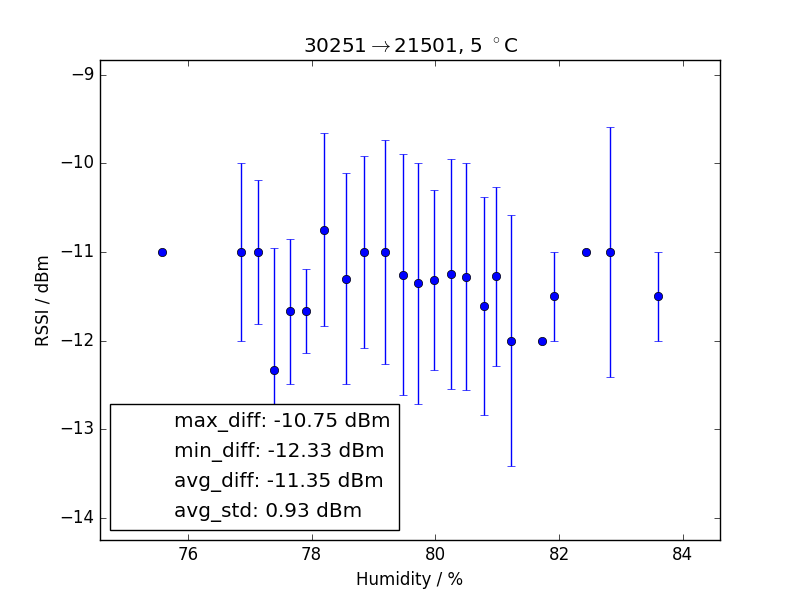 30251→21501, 5 °C
−9
−10
−11
−12
−13
−14
RSSI / dBm
max_diff: -10.75 dBm
min_diff: -12.33 dBm
avg_diff: -11.35 dBm
avg_std: 0.93 dBm
76 78 80 82 84
Humidity / %